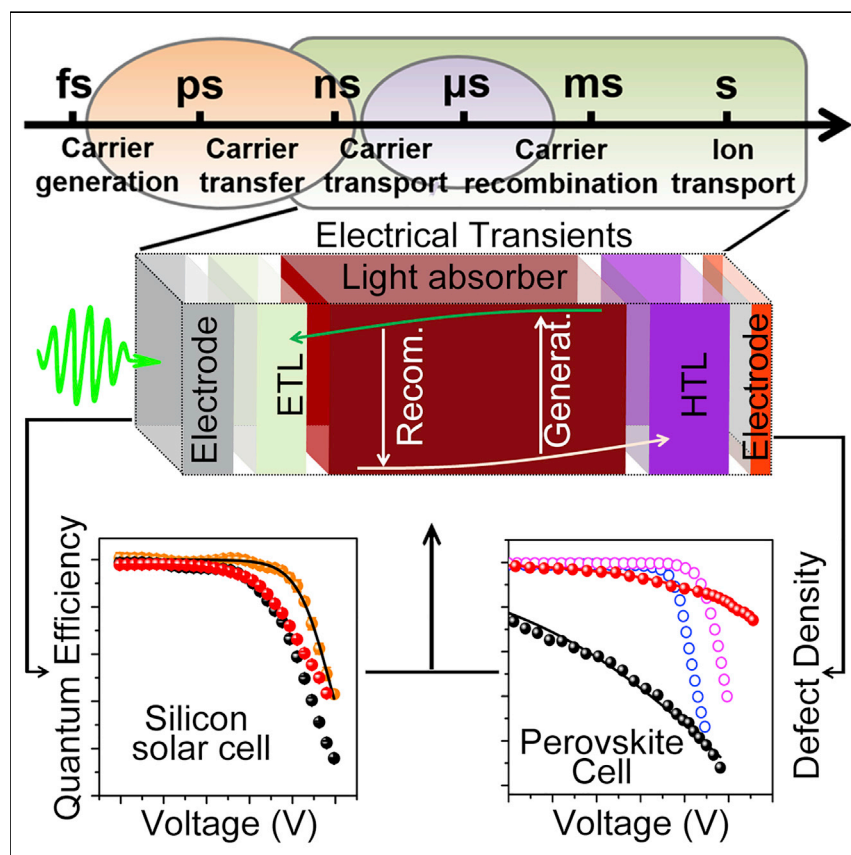 fs ps ns μs ms s
Carrier generation
Carrier transfer
Carrier transport
Carrier recombination
Ion transport
Electrical Transients
Light absorber
Electrode
ETL
Recom.
Generat.
HTL
Electrode
Quantum Efficiency
Silicon
solar cell
Voltage (V)
Perovskite
Cell
Defect Density
Voltage (V)